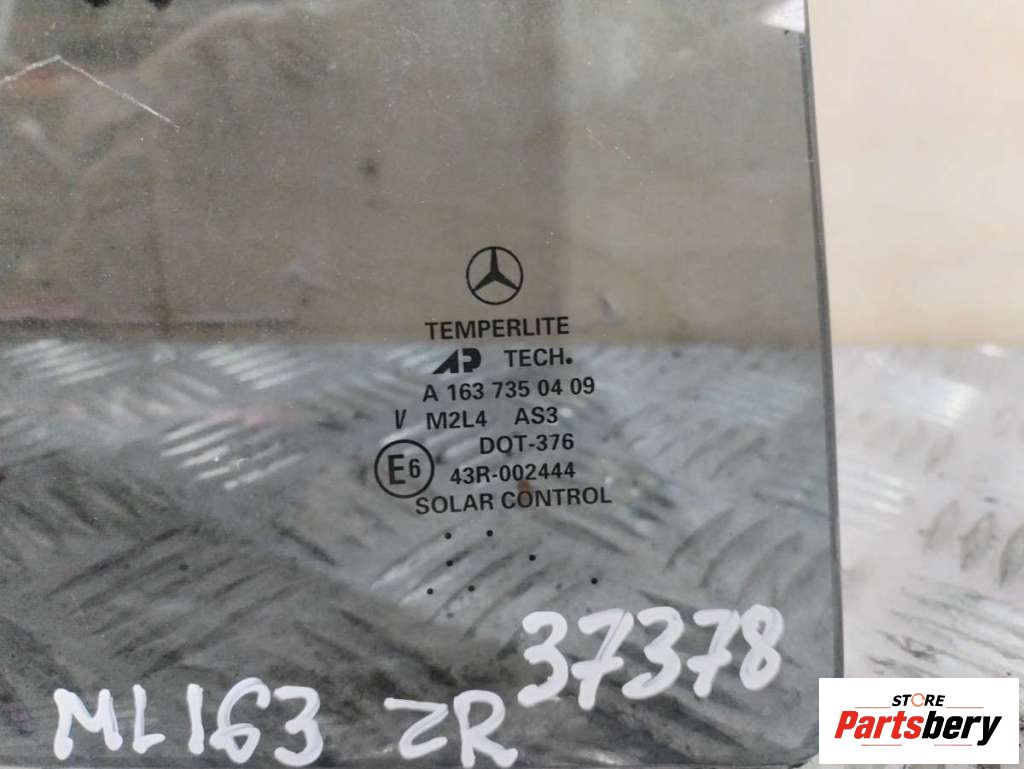 TEMPERLITE
AP TECH.
A 163 735 04 09
V M2L4 AS3
DOT-376
E6 43R-002444
SOLAR CONTROL
37378
ML163 ZR
STORE
Partsbery